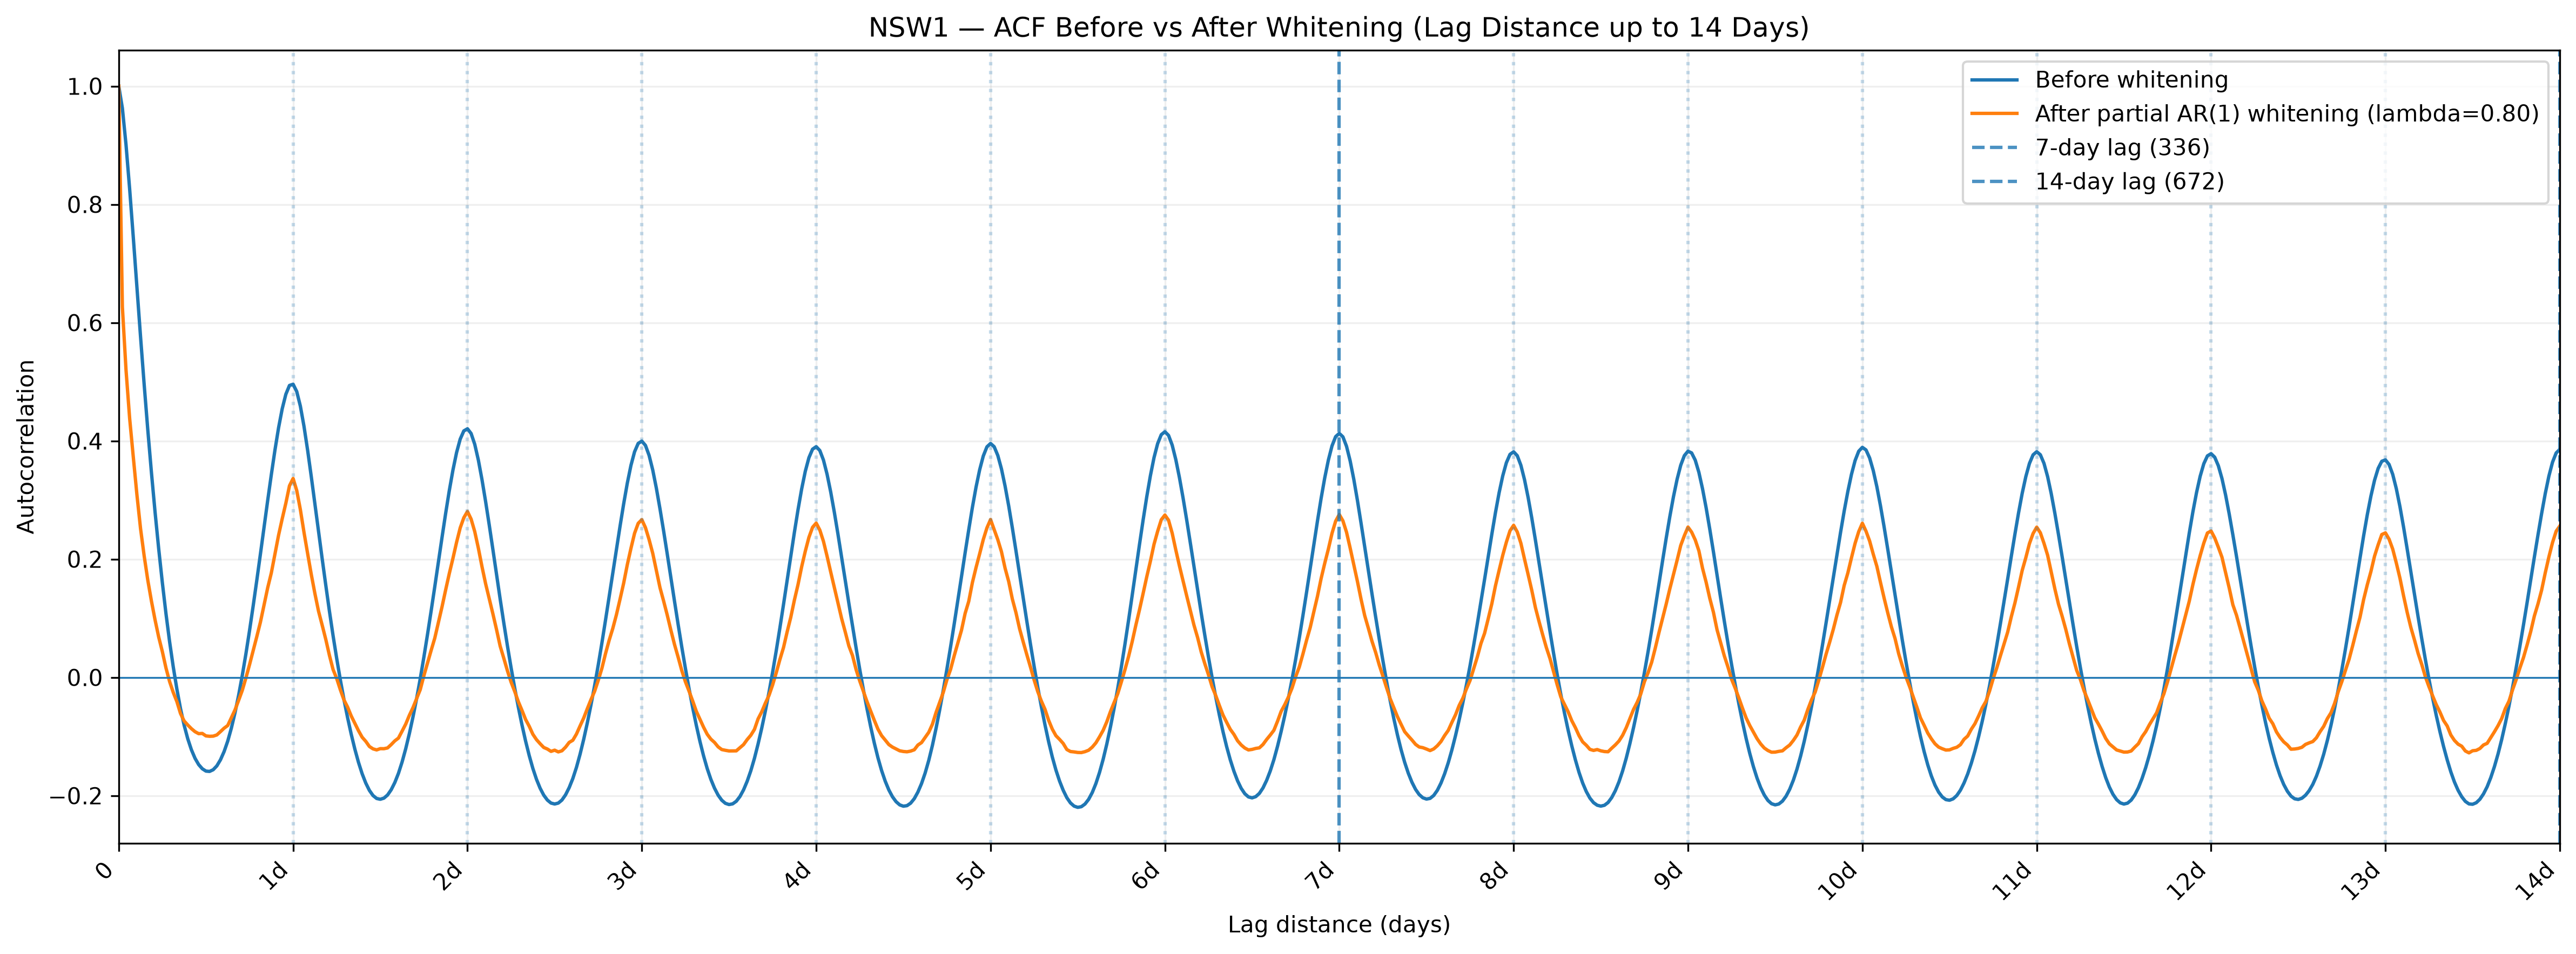 NSW1 — ACF Before vs After Whitening (Lag Distance up to 14 Days)
Before whitening
After partial AR(1) whitening (lambda=0.80)
7-day lag (336)
14-day lag (672)
Autocorrelation
1.0
0.8
0.6
0.4
0.2
0.0
−0.2
0
1d
2d
3d
4d
5d
6d
7d
8d
9d
10d
11d
12d
13d
14d
Lag distance (days)